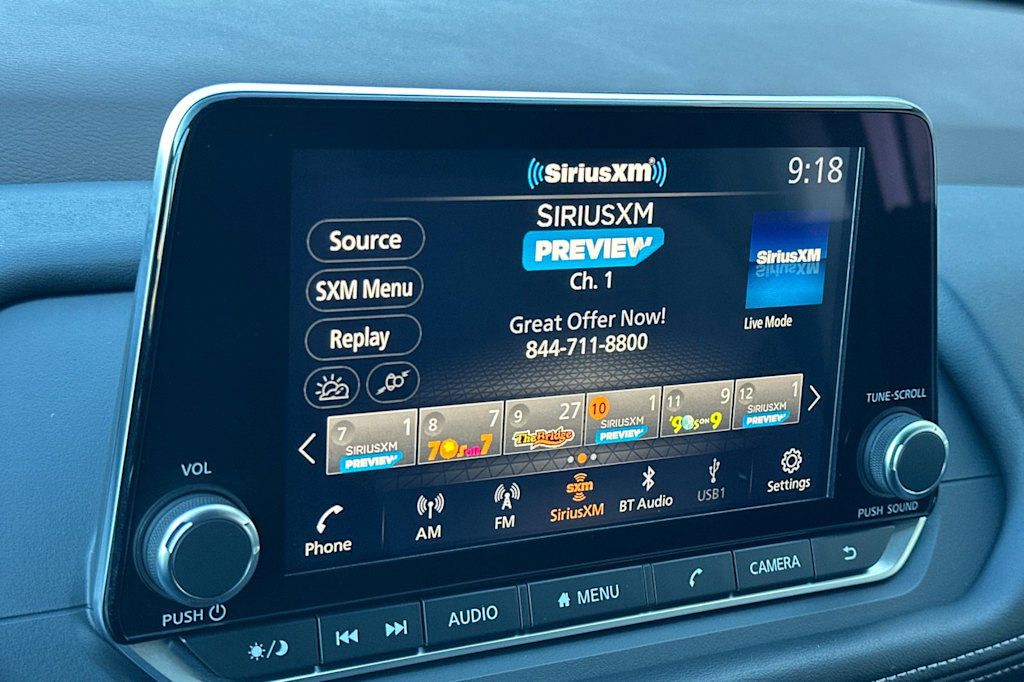 SiriusXM
9:18
SIRIUSXM
PREVIEW
Ch. 1
Great Offer Now!
844-711-8800
Source
SXM Menu
Replay
SiriusXM
Live Mode
7 1
SIRIUSXM
PREVIEW
8 7
70s on 7
9 27
The Bridge
10 1
SIRIUSXM
PREVIEW
11 9
90s ON 9
12 1
SIRIUSXM
PREVIEW
Phone
AM
FM
sxm
SiriusXM
BT Audio
USB1
Settings
VOL
PUSH
TUNE·SCROLL
PUSH SOUND
AUDIO
MENU
CAMERA